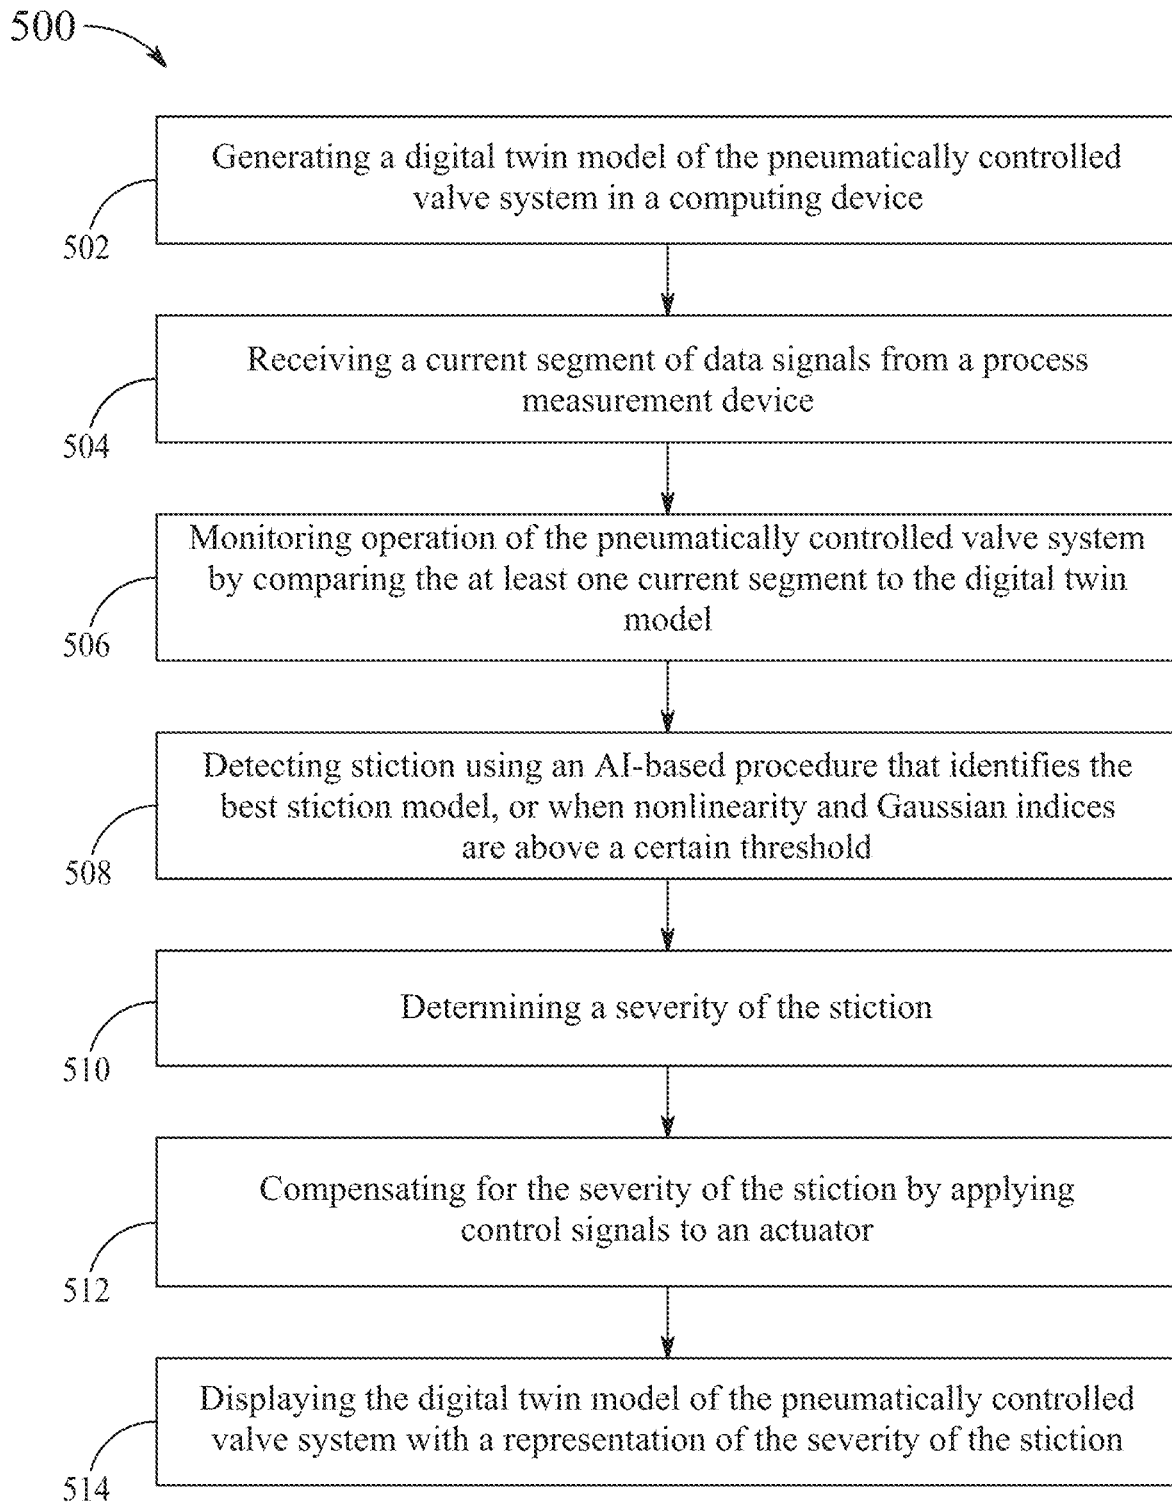 500
Generating a digital twin model of the pneumatically controlled
valve system in a computing device
502
Receiving a current segment of data signals from a process
measurement device
504
Monitoring operation of the pneumatically controlled valve system
by comparing the at least one current segment to the digital twin
model
506
Detecting stiction using an AI-based procedure that identifies the
best stiction model, or when nonlinearity and Gaussian indices
are above a certain threshold
508
Determining a severity of the stiction
510
Compensating for the severity of the stiction by applying
control signals to an actuator
512
Displaying the digital twin model of the pneumatically controlled
valve system with a representation of the severity of the stiction
514